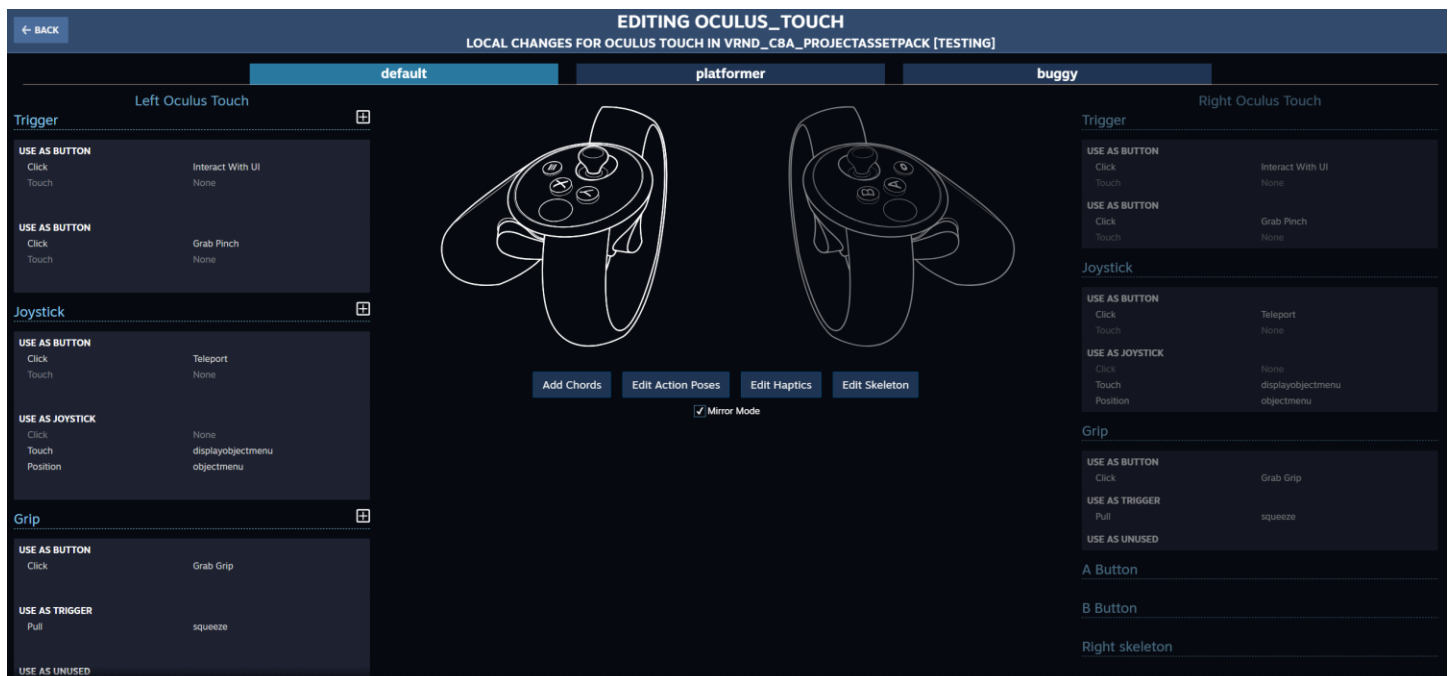 ← BACK
EDITING OCULUS_TOUCH
LOCAL CHANGES FOR OCULUS TOUCH IN VRND_CBA_PROJECTASSETPACK [TESTING]
default platformer buggy
Left Oculus Touch
Trigger
USE AS BUTTON
Click Interact With UI
Touch None
USE AS BUTTON
Click Grab Pinch
Touch None
Joystick
USE AS BUTTON
Click Teleport
Touch None
USE AS JOYSTICK
Click None
Touch displayobjectmenu
Position objectmenu
Grip
USE AS BUTTON
Click Grab Grip
USE AS TRIGGER
Pull squeeze
USE AS UNUSED
X
Y
A
B
Add Chords Edit Action Poses Edit Haptics Edit Skeleton
Mirror Mode
Right Oculus Touch
Trigger
USE AS BUTTON
Click Interact With UI
Touch None
USE AS BUTTON
Click Grab Pinch
Touch None
Joystick
USE AS BUTTON
Click Teleport
Touch None
USE AS JOYSTICK
Click None
Touch displayobjectmenu
Position objectmenu
Grip
USE AS BUTTON
Click Grab Grip
USE AS TRIGGER
Pull squeeze
USE AS UNUSED
A Button
B Button
Right skeleton